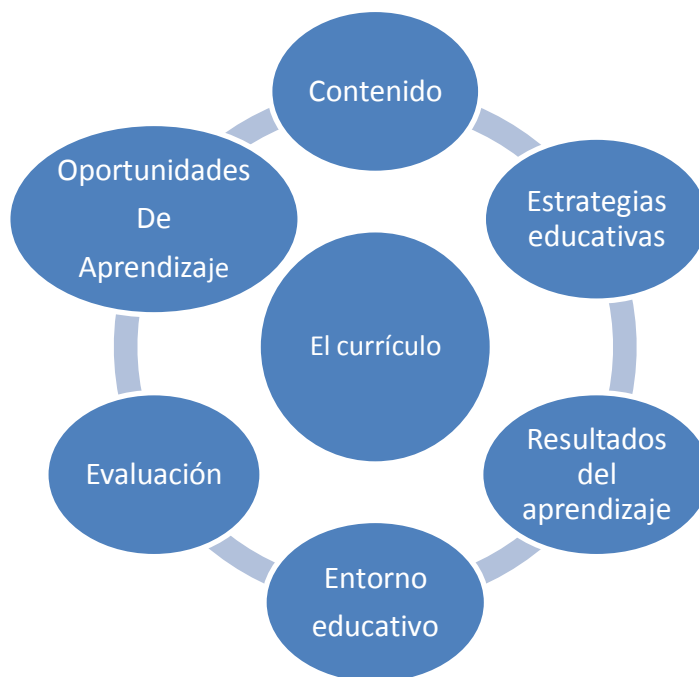 Contenido
Estrategias
educativas
Resultados
del
aprendizaje
Entorno
educativo
Evaluación
Oportunidades
De
Aprendizaje
El currículo